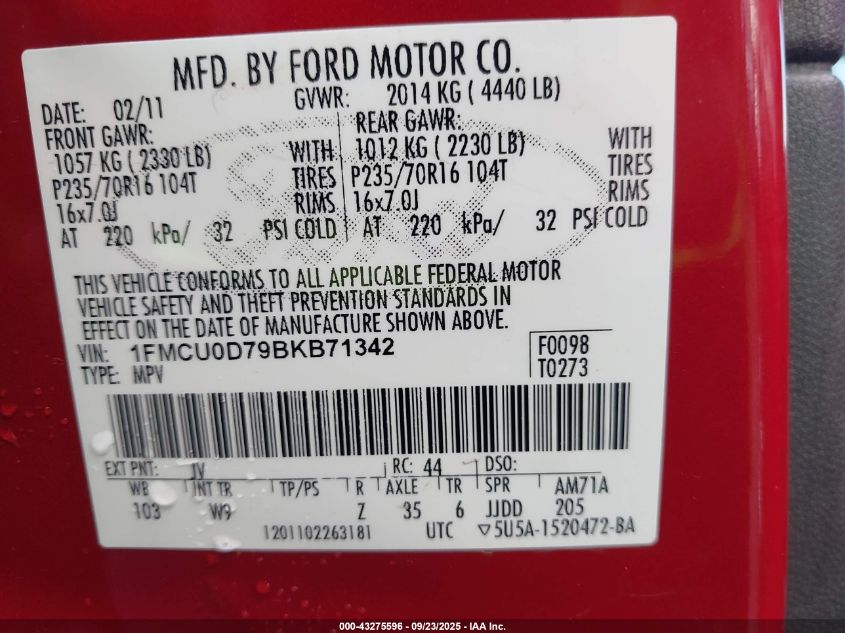 MFD. BY FORD MOTOR CO.
DATE: 02/11 GVWR: 2014 KG ( 4440 LB)
FRONT GAWR: REAR GAWR:
1057 KG ( 2330 LB) WITH 1012 KG ( 2230 LB) WITH
P235/70R16 104T TIRES P235/70R16 104T TIRES
16x7.0J RIMS 16x7.0J RIMS
AT 220 kPa/ 32 PSI COLD AT 220 kPa/ 32 PSI COLD
THIS VEHICLE CONFORMS TO ALL APPLICABLE FEDERAL MOTOR
VEHICLE SAFETY AND THEFT PREVENTION STANDARDS IN
EFFECT ON THE DATE OF MANUFACTURE SHOWN ABOVE.
VIN: 1FMCU0D79BKB71342 F0098
TYPE: MPV T0273
EXT PNT: JV RC: 44 DSO:
WB INT TR TP/PS R AXLE TR SPR AM71A
103 W9 Z 35 6 JJDD 205
1201102263181 UTC ▽5U5A-1520472-BA
000-43275596 - 09/23/2025 - IAA Inc.